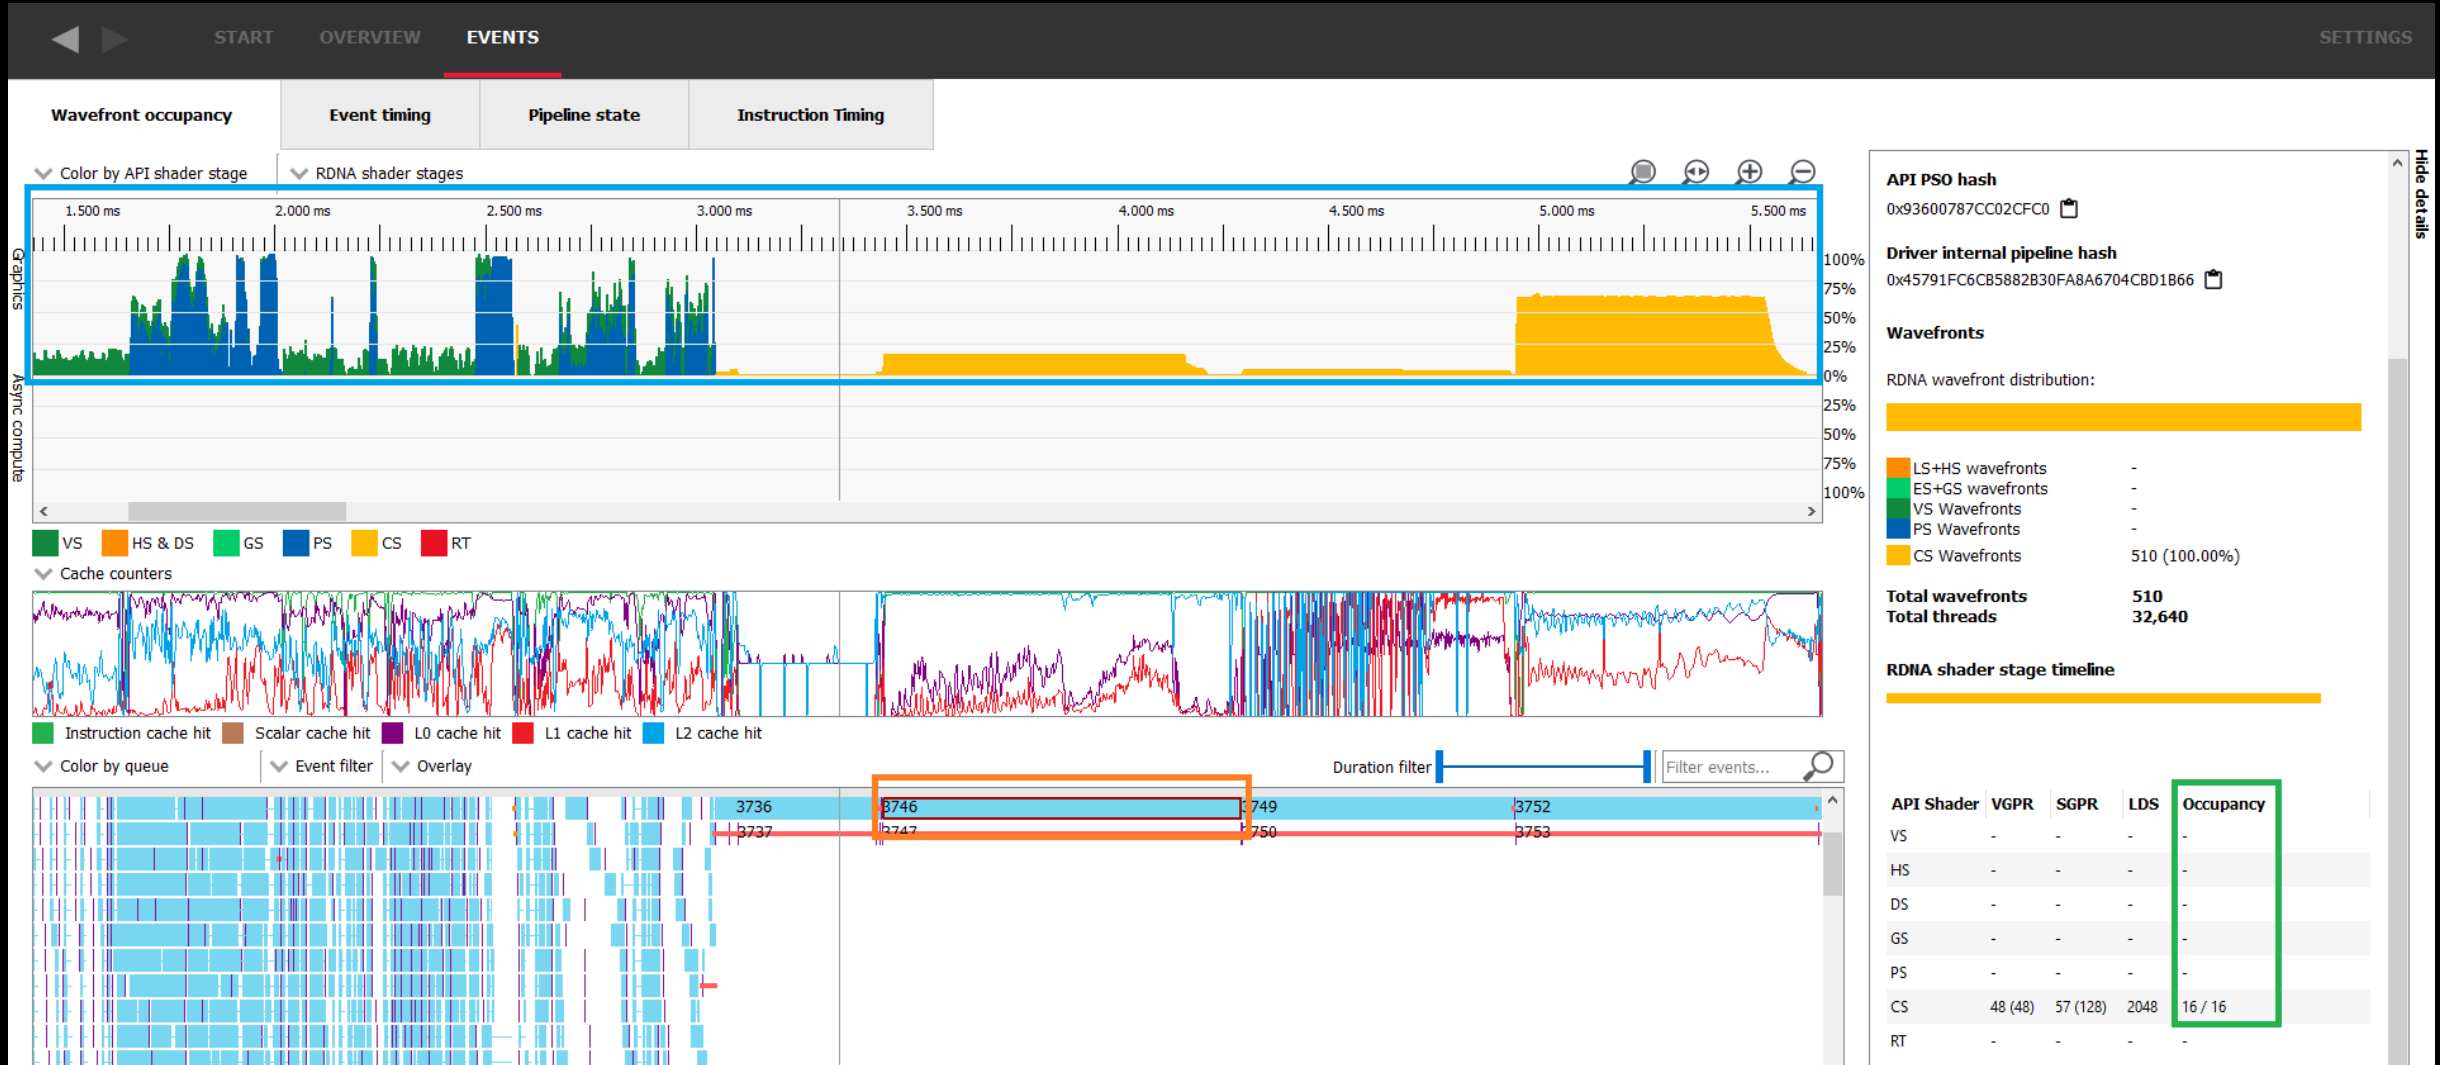 START OVERVIEW EVENTS SETTINGS
Wavefront occupancy Event timing Pipeline state Instruction Timing
Color by API shader stage RDNA shader stages
1.500 ms 2.000 ms 2.500 ms 3.000 ms 3.500 ms 4.000 ms 4.500 ms 5.000 ms 5.500 ms
Graphics
100%
75%
50%
25%
0%
Async compute
25%
50%
75%
100%
VS HS & DS GS PS CS RT
Cache counters
Instruction cache hit Scalar cache hit L0 cache hit L1 cache hit L2 cache hit
Color by queue Event filter Overlay Duration filter Filter events...
3736 3746 3749 3752
3737 3747 3750 3753
Hide details
API PSO hash
0x93600787CC02CFC0
Driver internal pipeline hash
0x45791FC6CB5882B30FA8A6704CBD1B66
Wavefronts
RDNA wavefront distribution:
LS+HS wavefronts -
ES+GS wavefronts -
VS Wavefronts -
PS Wavefronts -
CS Wavefronts 510 (100.00%)
Total wavefronts 510
Total threads 32,640
RDNA shader stage timeline
API Shader VGPR SGPR LDS Occupancy
VS - - - -
HS - - - -
DS - - - -
GS - - - -
PS - - - -
CS 48 (48) 57 (128) 2048 16 / 16
RT - - - -